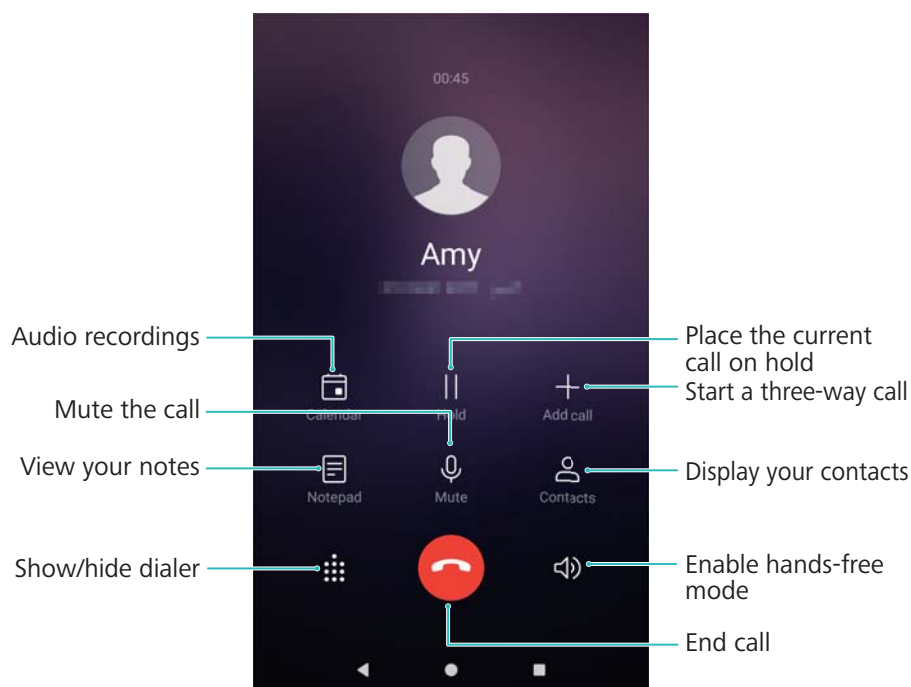 00:45
Amy
Audio recordings
Place the current
call on hold
Start a three-way call
Calendar
Hold
Add call
Mute the call
View your notes
Display your contacts
Notepad
Mute
Contacts
Show/hide dialer
Enable hands-free
mode
End call